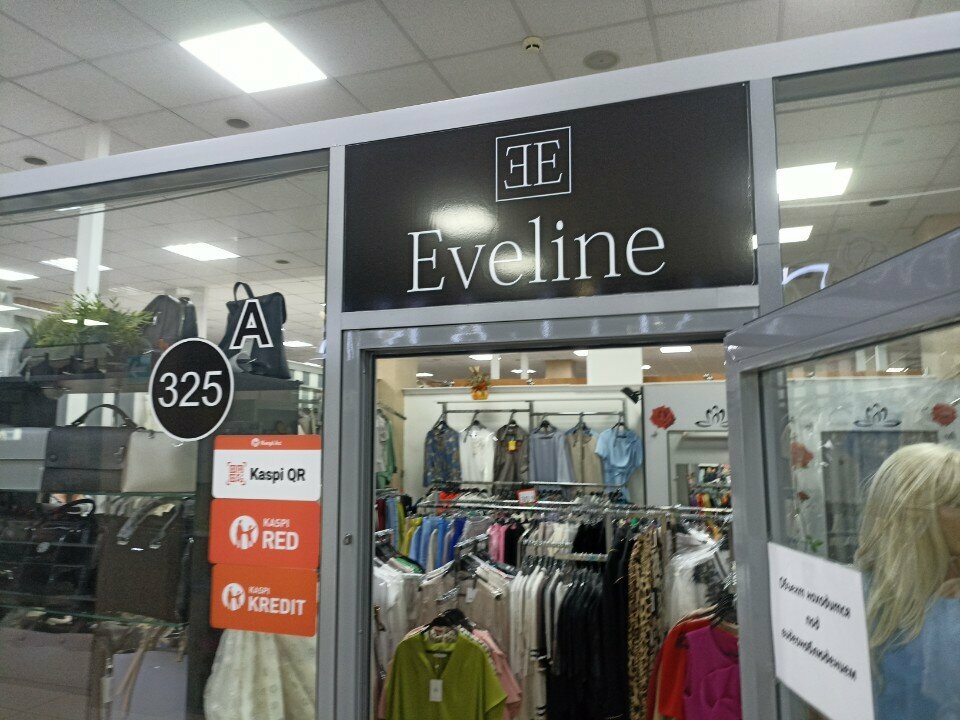 ƎE
Eveline
A
325
Kaspi QR
KASPI
RED
KASPI
KREDIT
Объект находится
под
видеонаблюдением